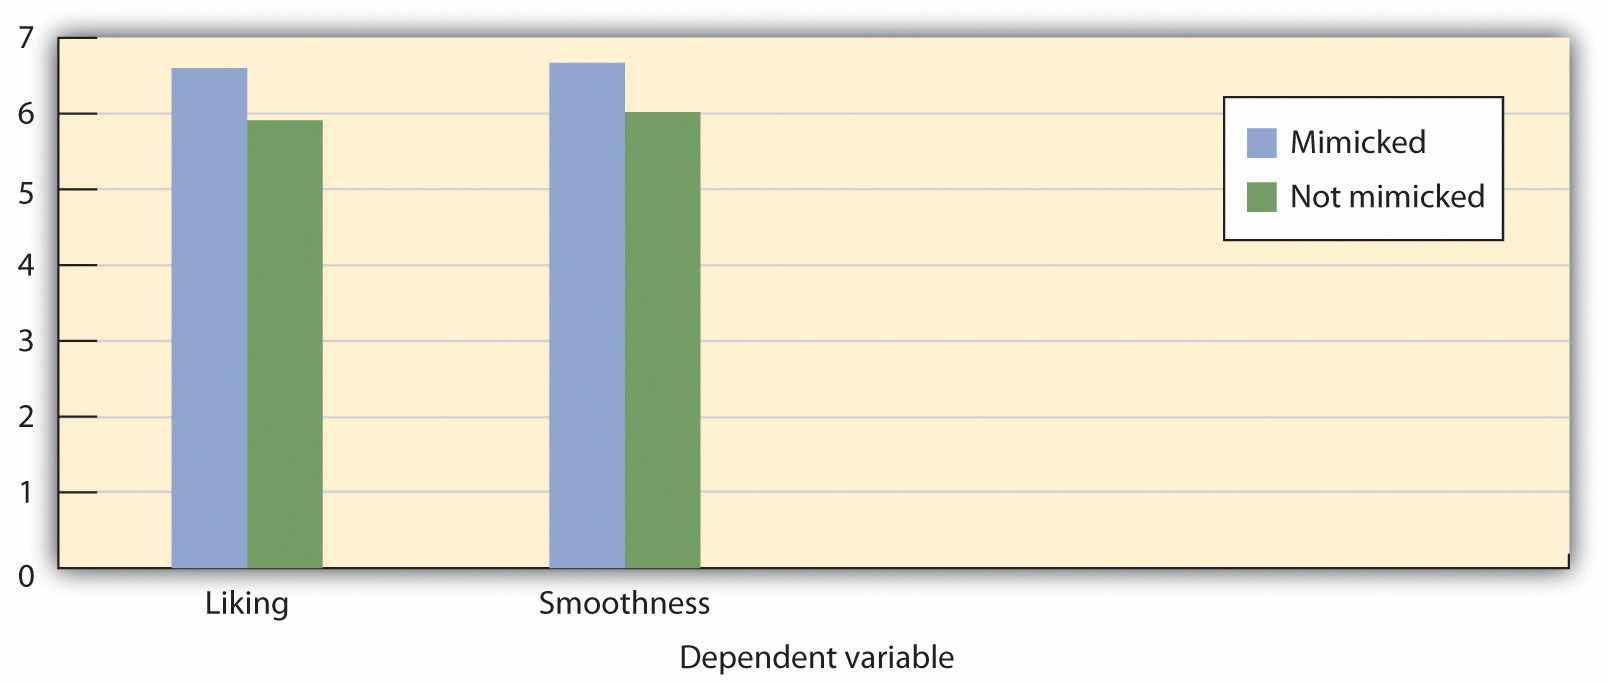 7
6
5
4
3
2
1
0
Mimicked
Not mimicked
Liking Smoothness
Dependent variable